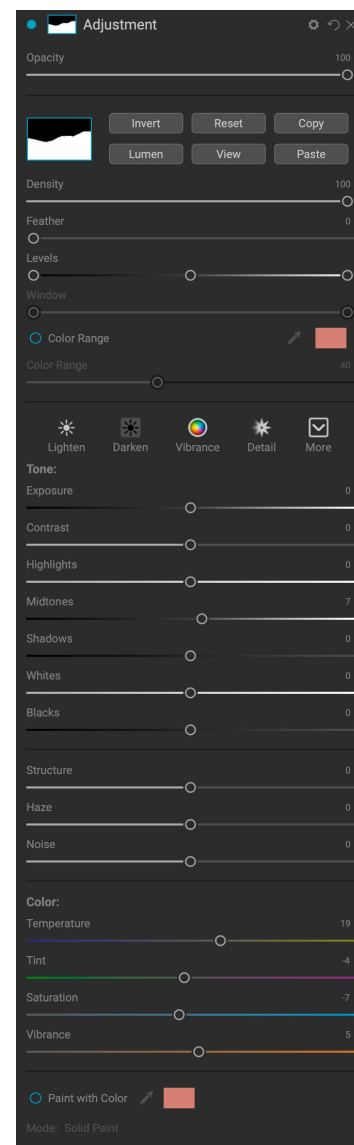 Adjustment
Opacity 100
Invert Reset Copy
Lumen View Paste
Density 100
Feather 0
Levels
Window
Color Range
Color Range 40
Lighten Darken Vibrance Detail More
Tone:
Exposure 0
Contrast 0
Highlights 0
Midtones 7
Shadows 0
Whites 0
Blacks 0
Structure 0
Haze 0
Noise 0
Color:
Temperature 19
Tint -4
Saturation -7
Vibrance 5
Paint with Color
Mode: Solid Paint